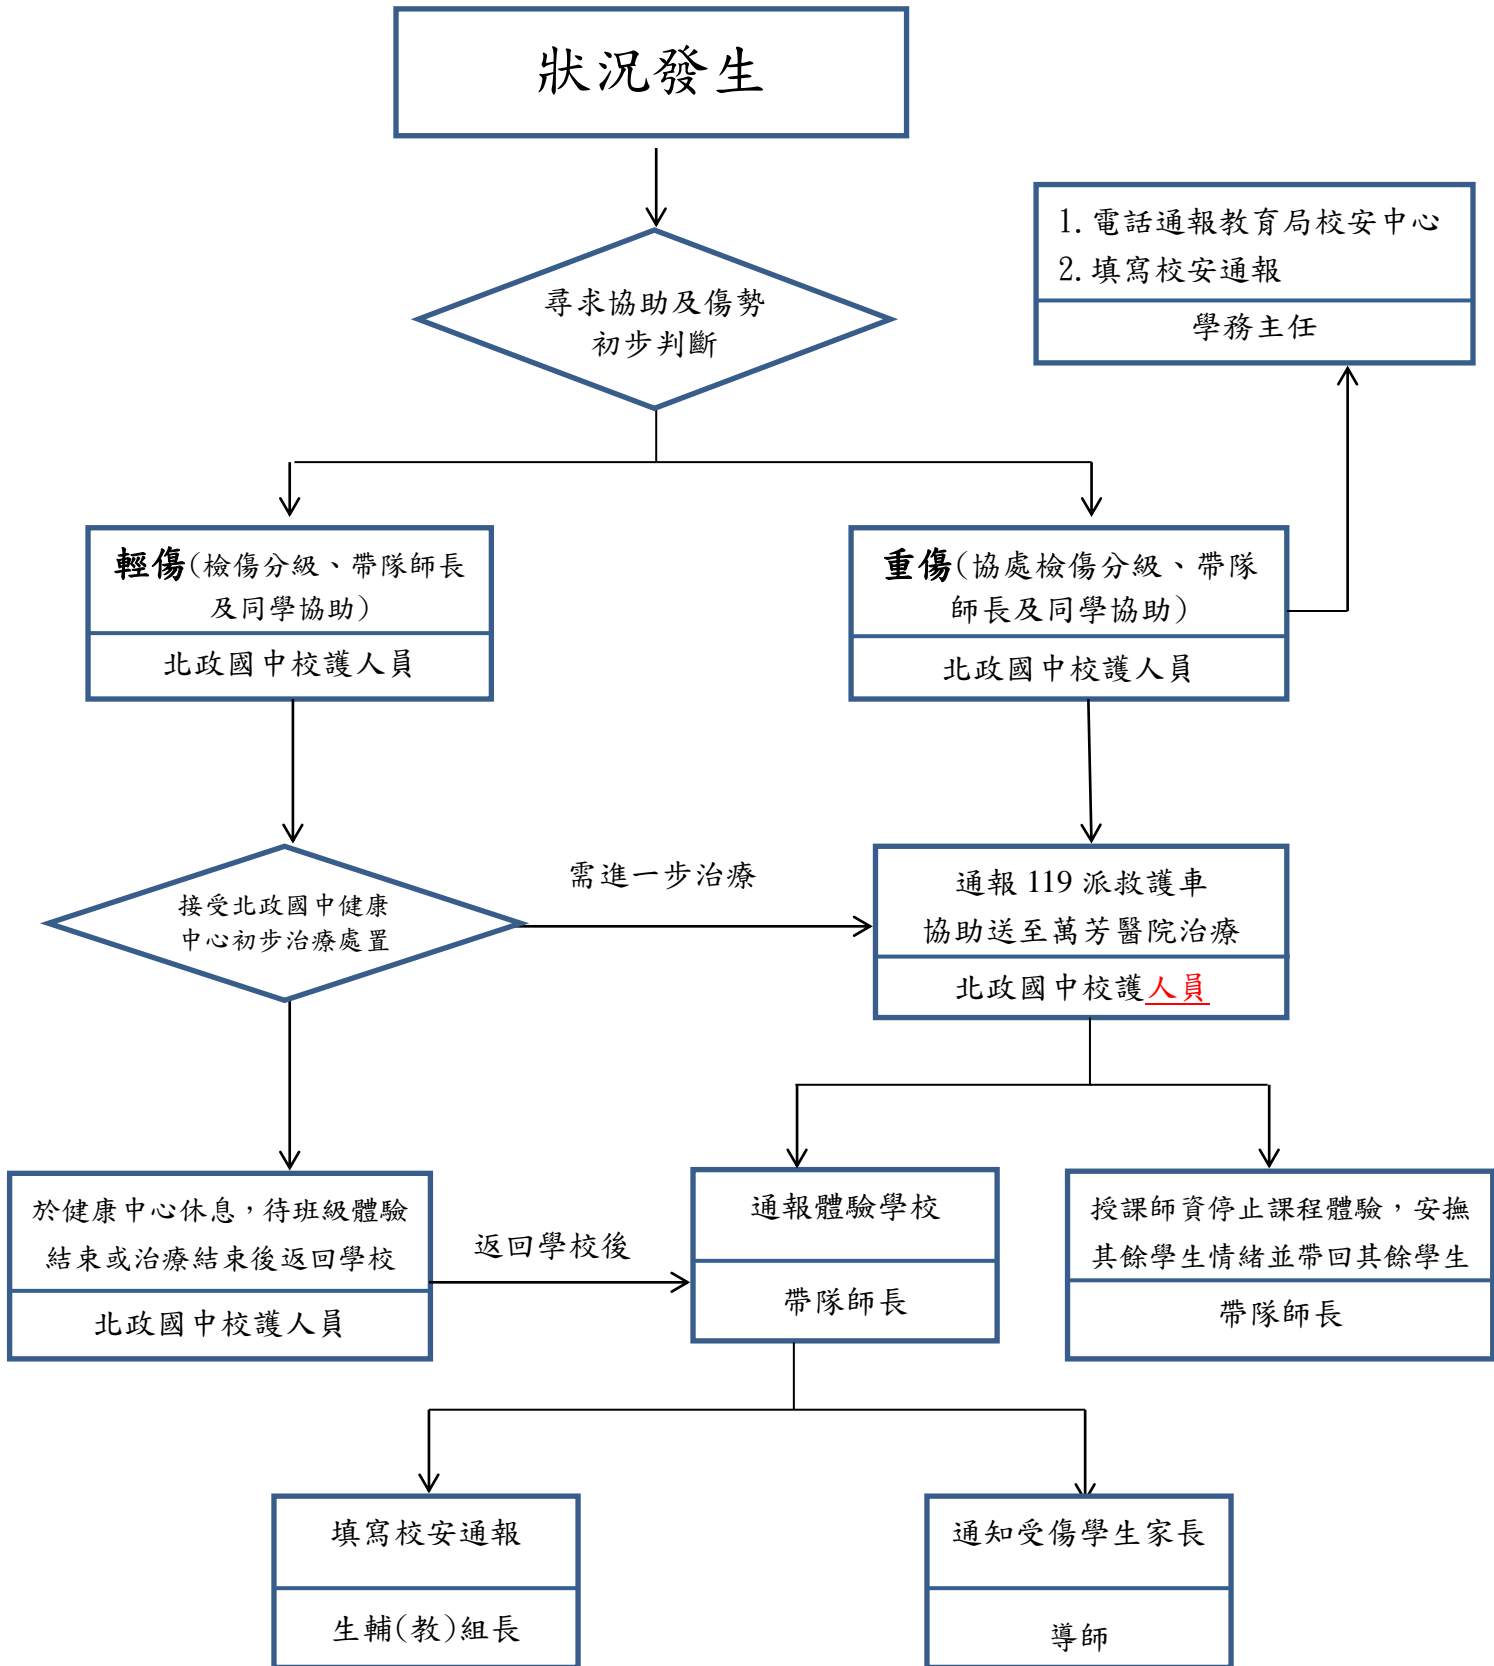 狀況發生
1. 電話通報教育局校安中心
2. 填寫校安通報
學務主任
尋求協助及傷勢
初步判斷
輕傷(檢傷分級、帶隊師長
及同學協助)
北政國中校護人員
重傷(協處檢傷分級、帶隊
師長及同學協助)
北政國中校護人員
接受北政國中健康
中心初步治療處置
需進一步治療
通報 119 派救護車
協助送至萬芳醫院治療
北政國中校護人員
於健康中心休息，待班級體驗
結束或治療結束後返回學校
北政國中校護人員
返回學校後
通報體驗學校
帶隊師長
授課師資停止課程體驗，安撫
其餘學生情緒並帶回其餘學生
帶隊師長
填寫校安通報
生輔(教)組長
通知受傷學生家長
導師